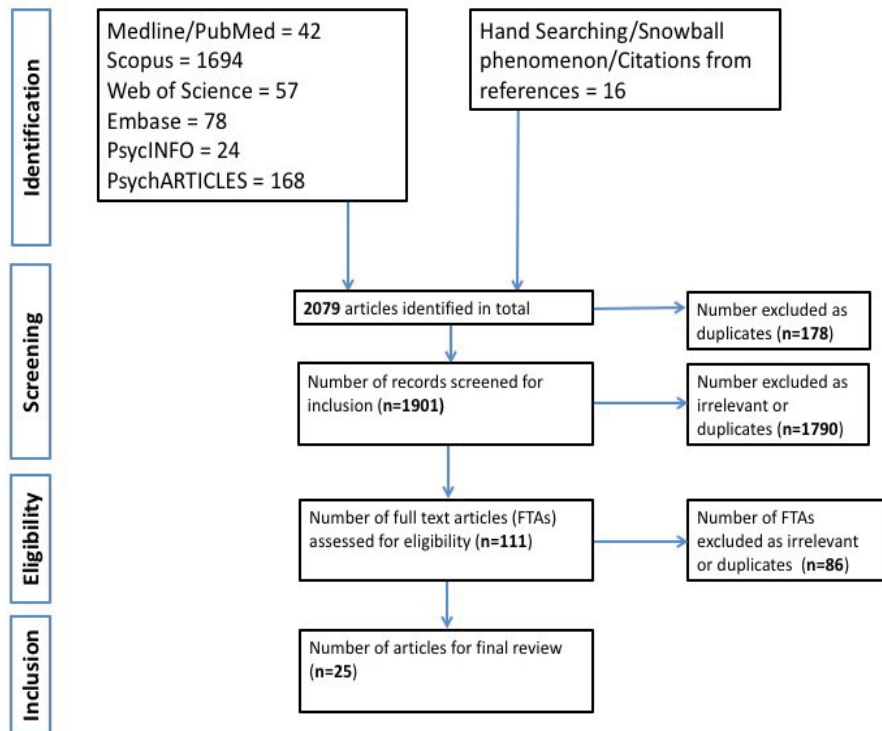 Identification
Medline/PubMed = 42
Scopus = 1694
Web of Science = 57
Embase = 78
PsycINFO = 24
PsychARTICLES = 168
Hand Searching/Snowball
phenomenon/Citations from
references = 16
Screening
2079 articles identified in total
Number excluded as
duplicates (n=178)
Number of records screened for
inclusion (n=1901)
Number excluded as
irrelevant or
duplicates (n=1790)
Eligibility
Number of full text articles (FTAs)
assessed for eligibility (n=111)
Number of FTAs
excluded as irrelevant
or duplicates (n=86)
Inclusion
Number of articles for final review
(n=25)